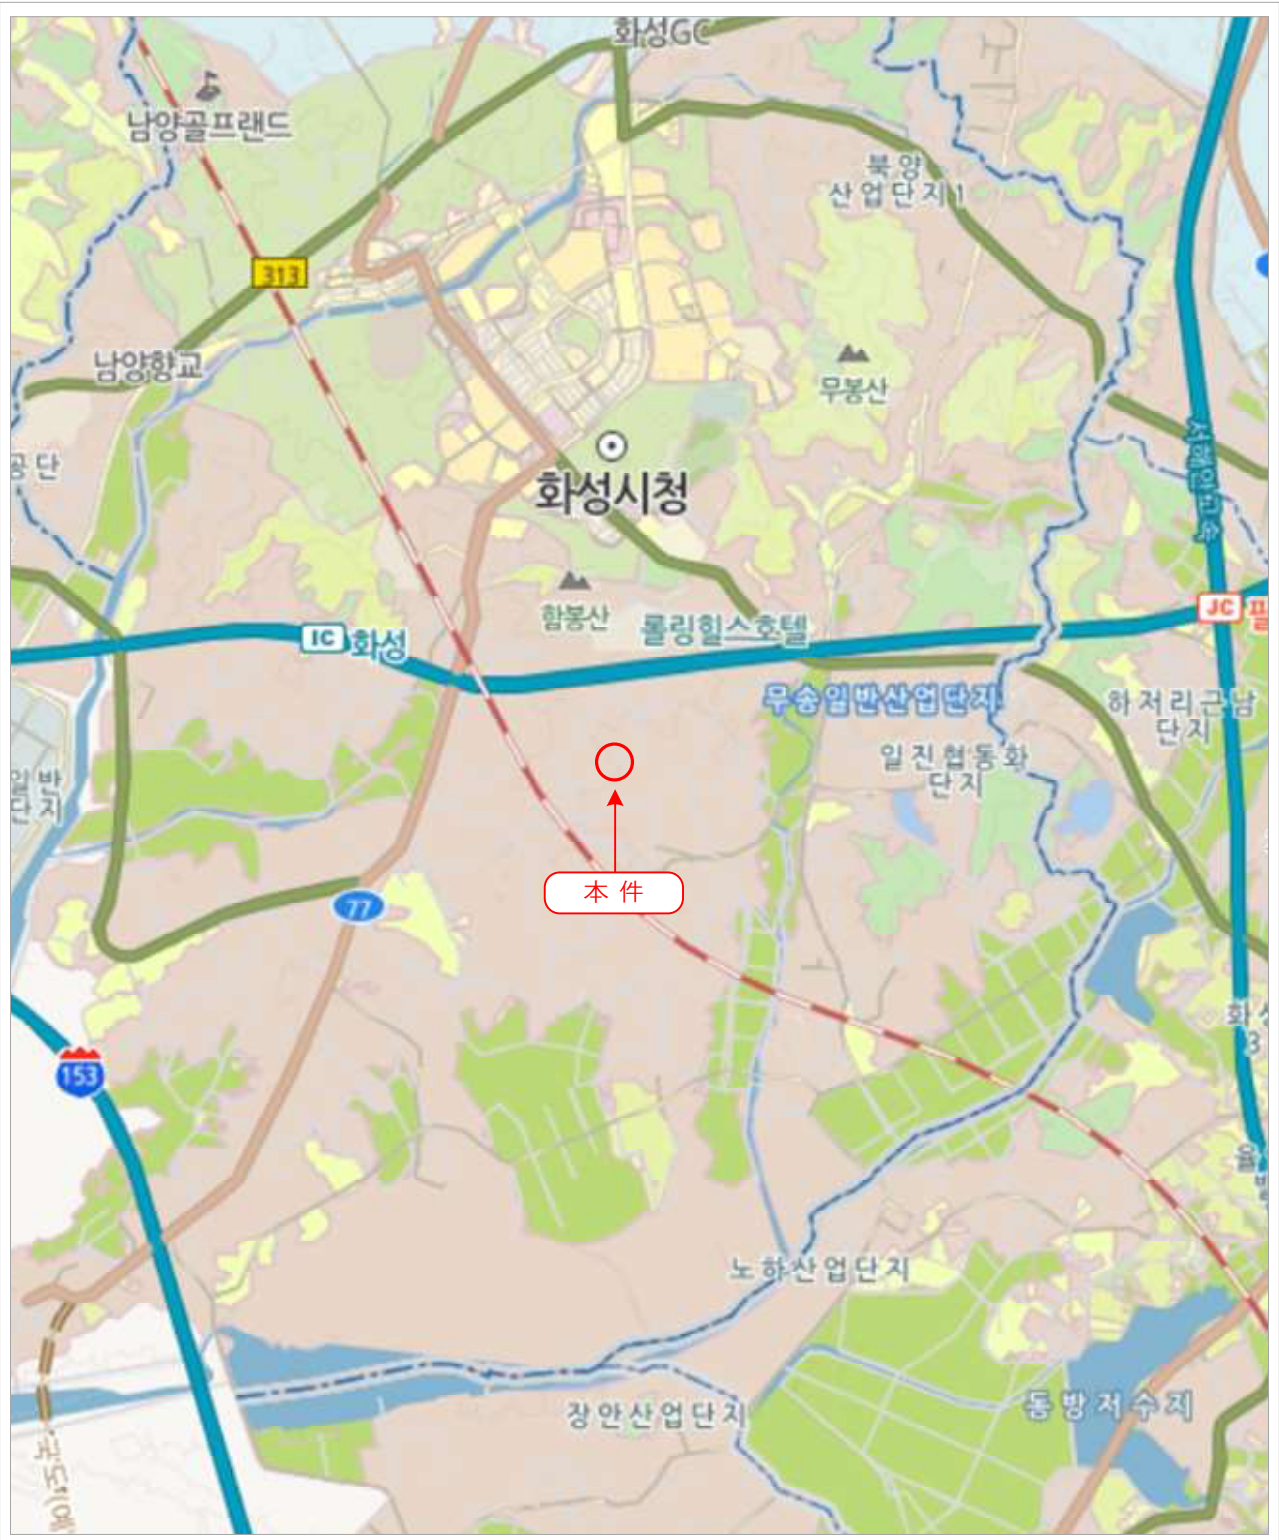 화성GC
남양골프랜드
북양
산업단지1
313
남양향교
무봉산
공단
화성시청
함봉산
롤링힐스호텔
IC 화성
JC
무송일반산업단지
하저리근남
단지
일진협동화
단지
일반
단지
本件
77
153
노하산업단지
장안산업단지
동방저수지